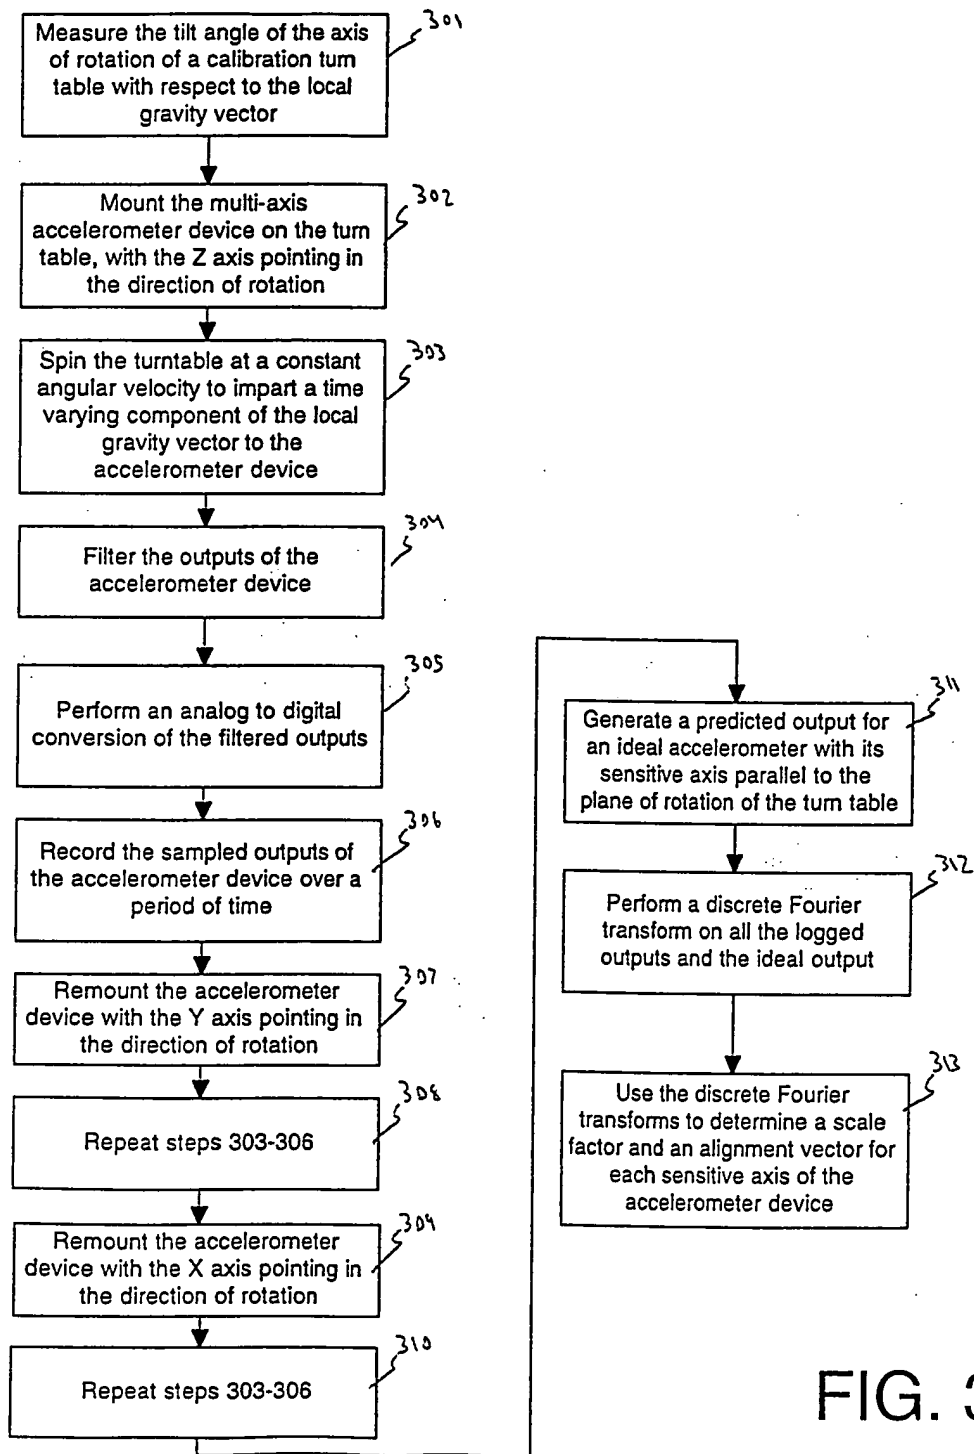 301
Measure the tilt angle of the axis
of rotation of a calibration turn
table with respect to the local
gravity vector
302
Mount the multi-axis
accelerometer device on the turn
table, with the Z axis pointing in
the direction of rotation
303
Spin the turntable at a constant
angular velocity to impart a time
varying component of the local
gravity vector to the
accelerometer device
304
Filter the outputs of the
accelerometer device
305
Perform an analog to digital
conversion of the filtered outputs
306
Record the sampled outputs of
the accelerometer device over a
period of time
307
Remount the accelerometer
device with the Y axis pointing in
the direction of rotation
308
Repeat steps 303-306
309
Remount the accelerometer
device with the X axis pointing in
the direction of rotation
310
Repeat steps 303-306
311
Generate a predicted output for
an ideal accelerometer with its
sensitive axis parallel to the
plane of rotation of the turn table
312
Perform a discrete Fourier
transform on all the logged
outputs and the ideal output
313
Use the discrete Fourier
transforms to determine a scale
factor and an alignment vector for
each sensitive axis of the
accelerometer device
FIG. 3